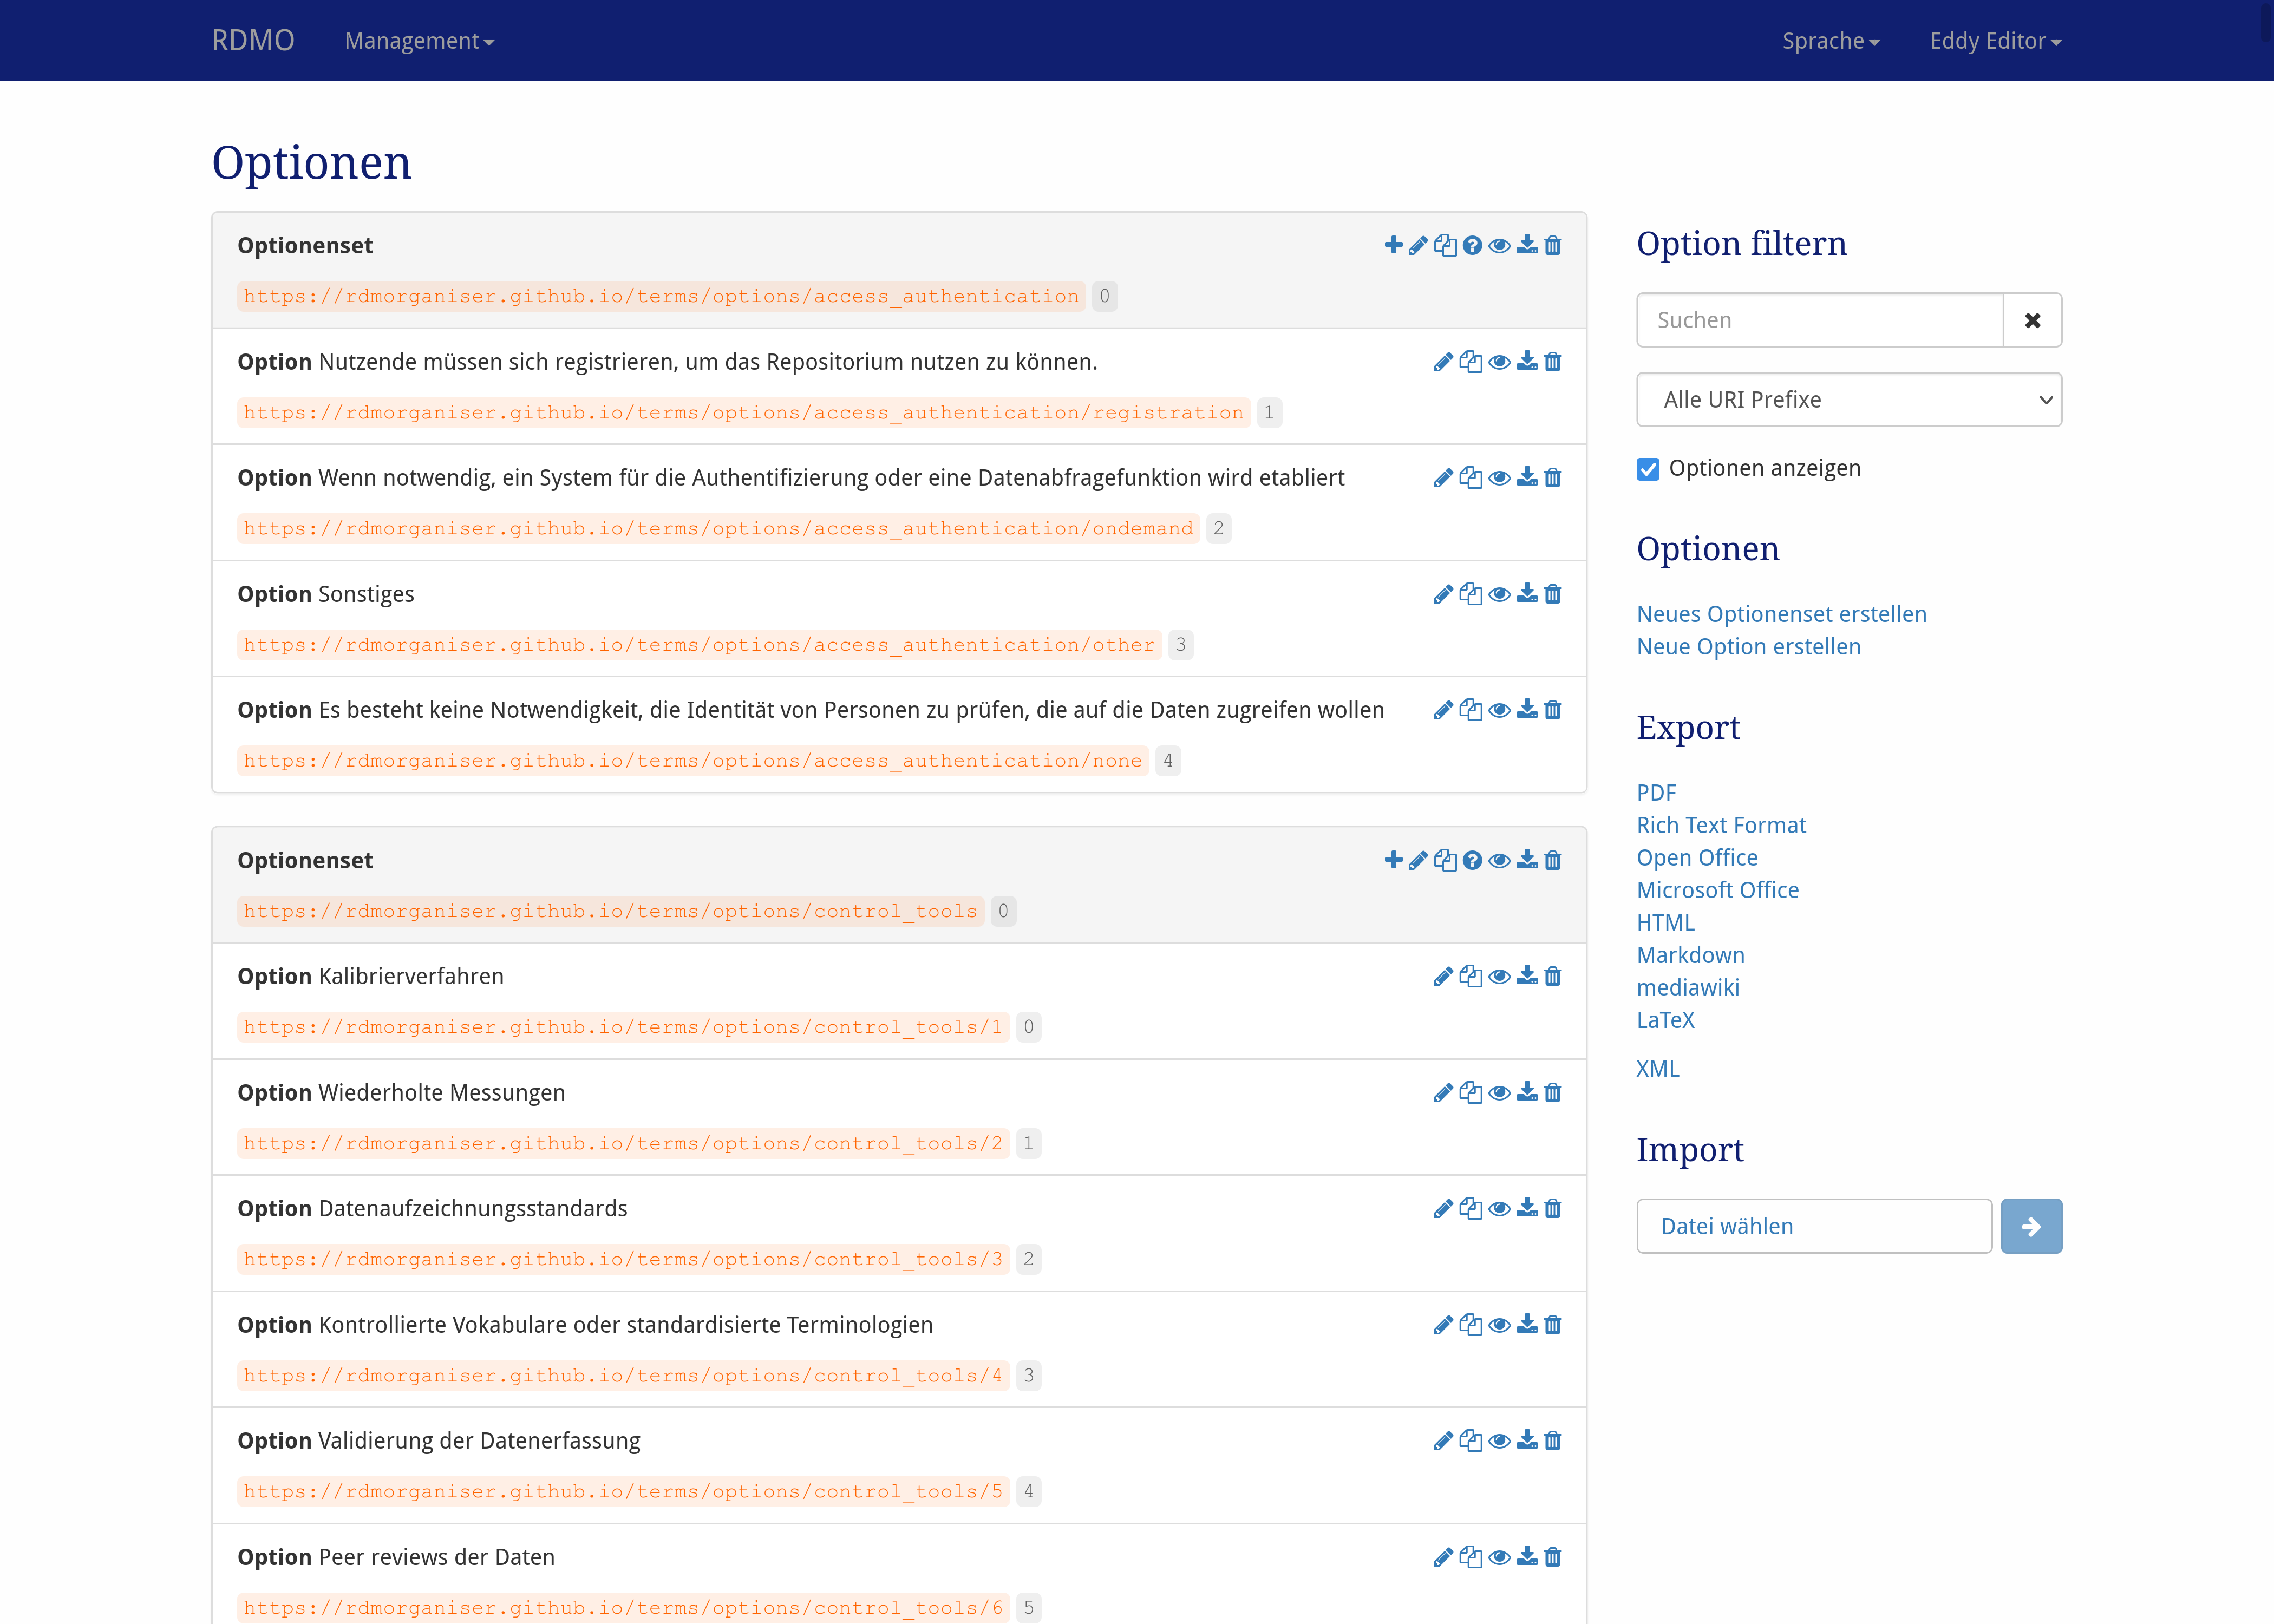 RDMO Management Sprache Eddy Editor
Optionen
Optionenset
https://rdmorganiser.github.io/terms/options/access_authentication 0
Option Nutzende müssen sich registrieren, um das Repositorium nutzen zu können.
https://rdmorganiser.github.io/terms/options/access_authentication/registration 1
Option Wenn notwendig, ein System für die Authentifizierung oder eine Datenabfragefunktion wird etabliert
https://rdmorganiser.github.io/terms/options/access_authentication/ondemand 2
Option Sonstiges
https://rdmorganiser.github.io/terms/options/access_authentication/other 3
Option Es besteht keine Notwendigkeit, die Identität von Personen zu prüfen, die auf die Daten zugreifen wollen
https://rdmorganiser.github.io/terms/options/access_authentication/none 4
Optionenset
https://rdmorganiser.github.io/terms/options/control_tools 0
Option Kalibrierverfahren
https://rdmorganiser.github.io/terms/options/control_tools/1 0
Option Wiederholte Messungen
https://rdmorganiser.github.io/terms/options/control_tools/2 1
Option Datenaufzeichnungsstandards
https://rdmorganiser.github.io/terms/options/control_tools/3 2
Option Kontrollierte Vokabulare oder standardisierte Terminologien
https://rdmorganiser.github.io/terms/options/control_tools/4 3
Option Validierung der Datenerfassung
https://rdmorganiser.github.io/terms/options/control_tools/5 4
Option Peer reviews der Daten
https://rdmorganiser.github.io/terms/options/control_tools/6 5
Option filtern
Suchen
Alle URI Prefixe
Optionen anzeigen
Optionen
Neues Optionenset erstellen
Neue Option erstellen
Export
PDF
Rich Text Format
Open Office
Microsoft Office
HTML
Markdown
mediawiki
LaTeX
XML
Import
Datei wählen